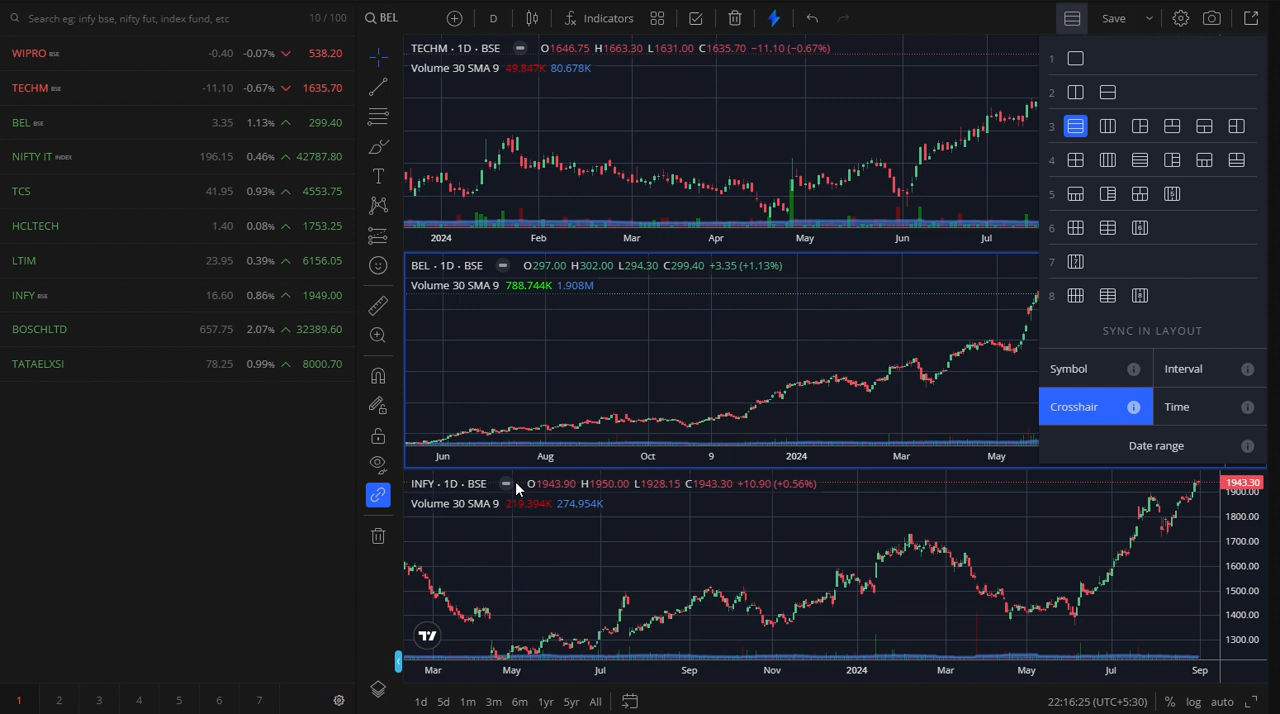 Search eg: infy bse, nifty fut, index fund, etc 10 / 100
WIPRO BSE -0.40 -0.07% 538.20
TECHM BSE -11.10 -0.67% 1635.70
BEL BSE 3.35 1.13% 299.40
NIFTY IT INDEX 196.15 0.46% 42787.80
TCS 41.95 0.93% 4553.75
HCLTECH 1.40 0.08% 1753.25
LTIM 23.95 0.39% 6156.05
INFY BSE 16.60 0.86% 1949.00
BOSCHLTD 657.75 2.07% 32389.60
TATAELXSI 78.25 0.99% 8000.70
1 2 3 4 5 6 7
BEL D Indicators Save
TECHM · 1D · BSE O1646.75 H1663.30 L1631.00 C1635.70 −11.10 (−0.67%)
Volume 30 SMA 9 49.847K 80.678K
2024 Feb Mar Apr May Jun Jul
BEL · 1D · BSE O297.00 H302.00 L294.30 C299.40 +3.35 (+1.13%)
Volume 30 SMA 9 788.744K 1.908M
Jun Aug Oct 9 2024 Mar May
INFY · 1D · BSE O1943.90 H1950.00 L1928.15 C1943.30 +10.90 (+0.56%)
Volume 30 SMA 9 219.394K 274.954K
1943.30
1900.00
1800.00
1700.00
1600.00
1500.00
1400.00
1300.00
Mar May Jul Sep Nov 2024 Mar May Jul Sep
1d 5d 1m 3m 6m 1yr 5yr All 22:16:25 (UTC+5:30) % log auto
1
2
3
4
5
6
7
8
SYNC IN LAYOUT
Symbol Interval
Crosshair Time
Date range